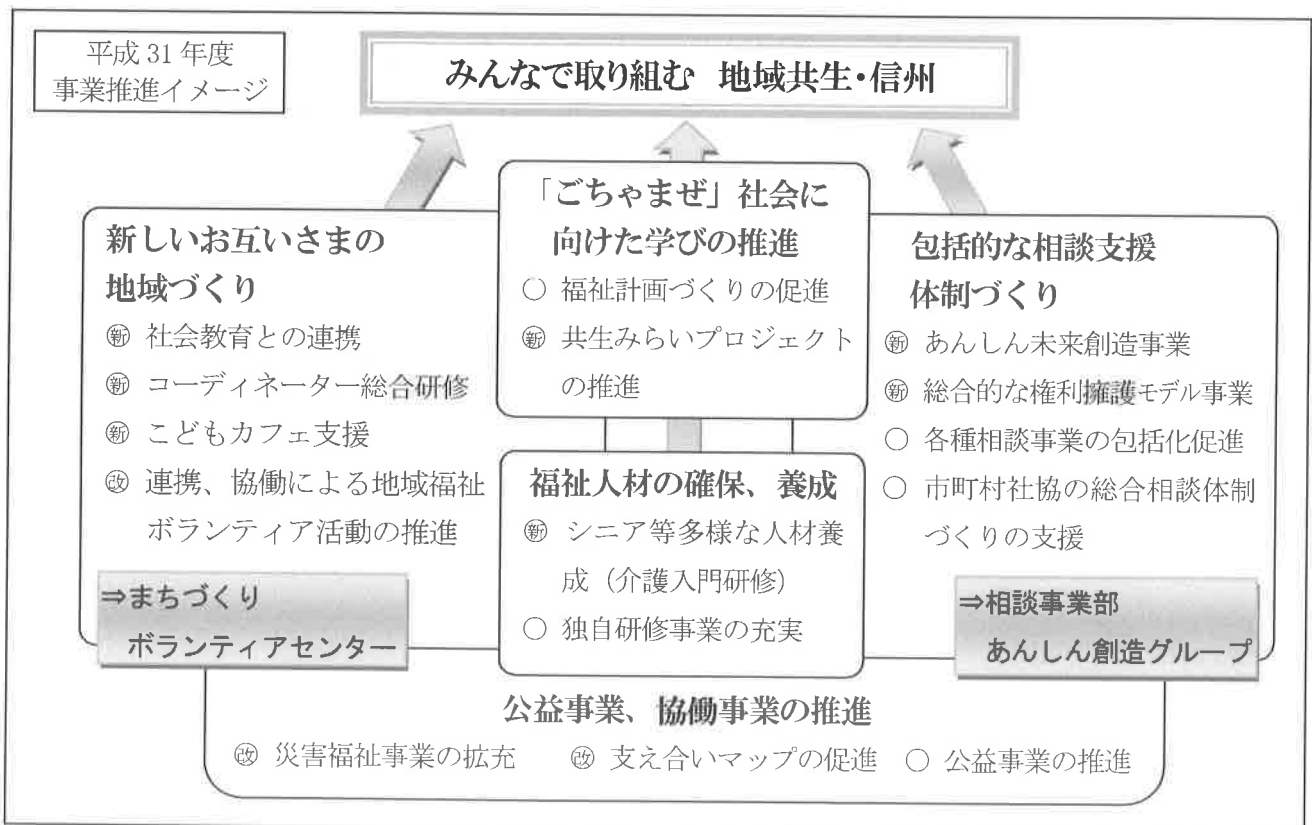 平成 31 年度
事業推進イメージ
みんなで取り組む 地域共生・信州
新しいお互いさまの
地域づくり
㊟新 社会教育との連携
㊟新 コーディネーター総合研修
㊟新 こどもカフェ支援
㊟改 連携、協働による地域福祉
ボランティア活動の推進
⇒まちづくり
ボランティアセンター
「ごちゃまぜ」社会に
向けた学びの推進
○ 福祉計画づくりの促進
新 共生みらいプロジェクト
の推進
福祉人材の確保、養成
新 シニア等多様な人材養
成（介護入門研修）
○ 独自研修事業の充実
包括的な相談支援
体制づくり
新 あんしん未来創造事業
新 総合的な権利擁護モデル事業
○ 各種相談事業の包括化促進
○ 市町村社協の総合相談体制
づくりの支援
⇒相談事業部
あんしん創造グループ
公益事業、協働事業の推進
改 災害福祉事業の拡充 改 支え合いマップの促進 ○ 公益事業の推進